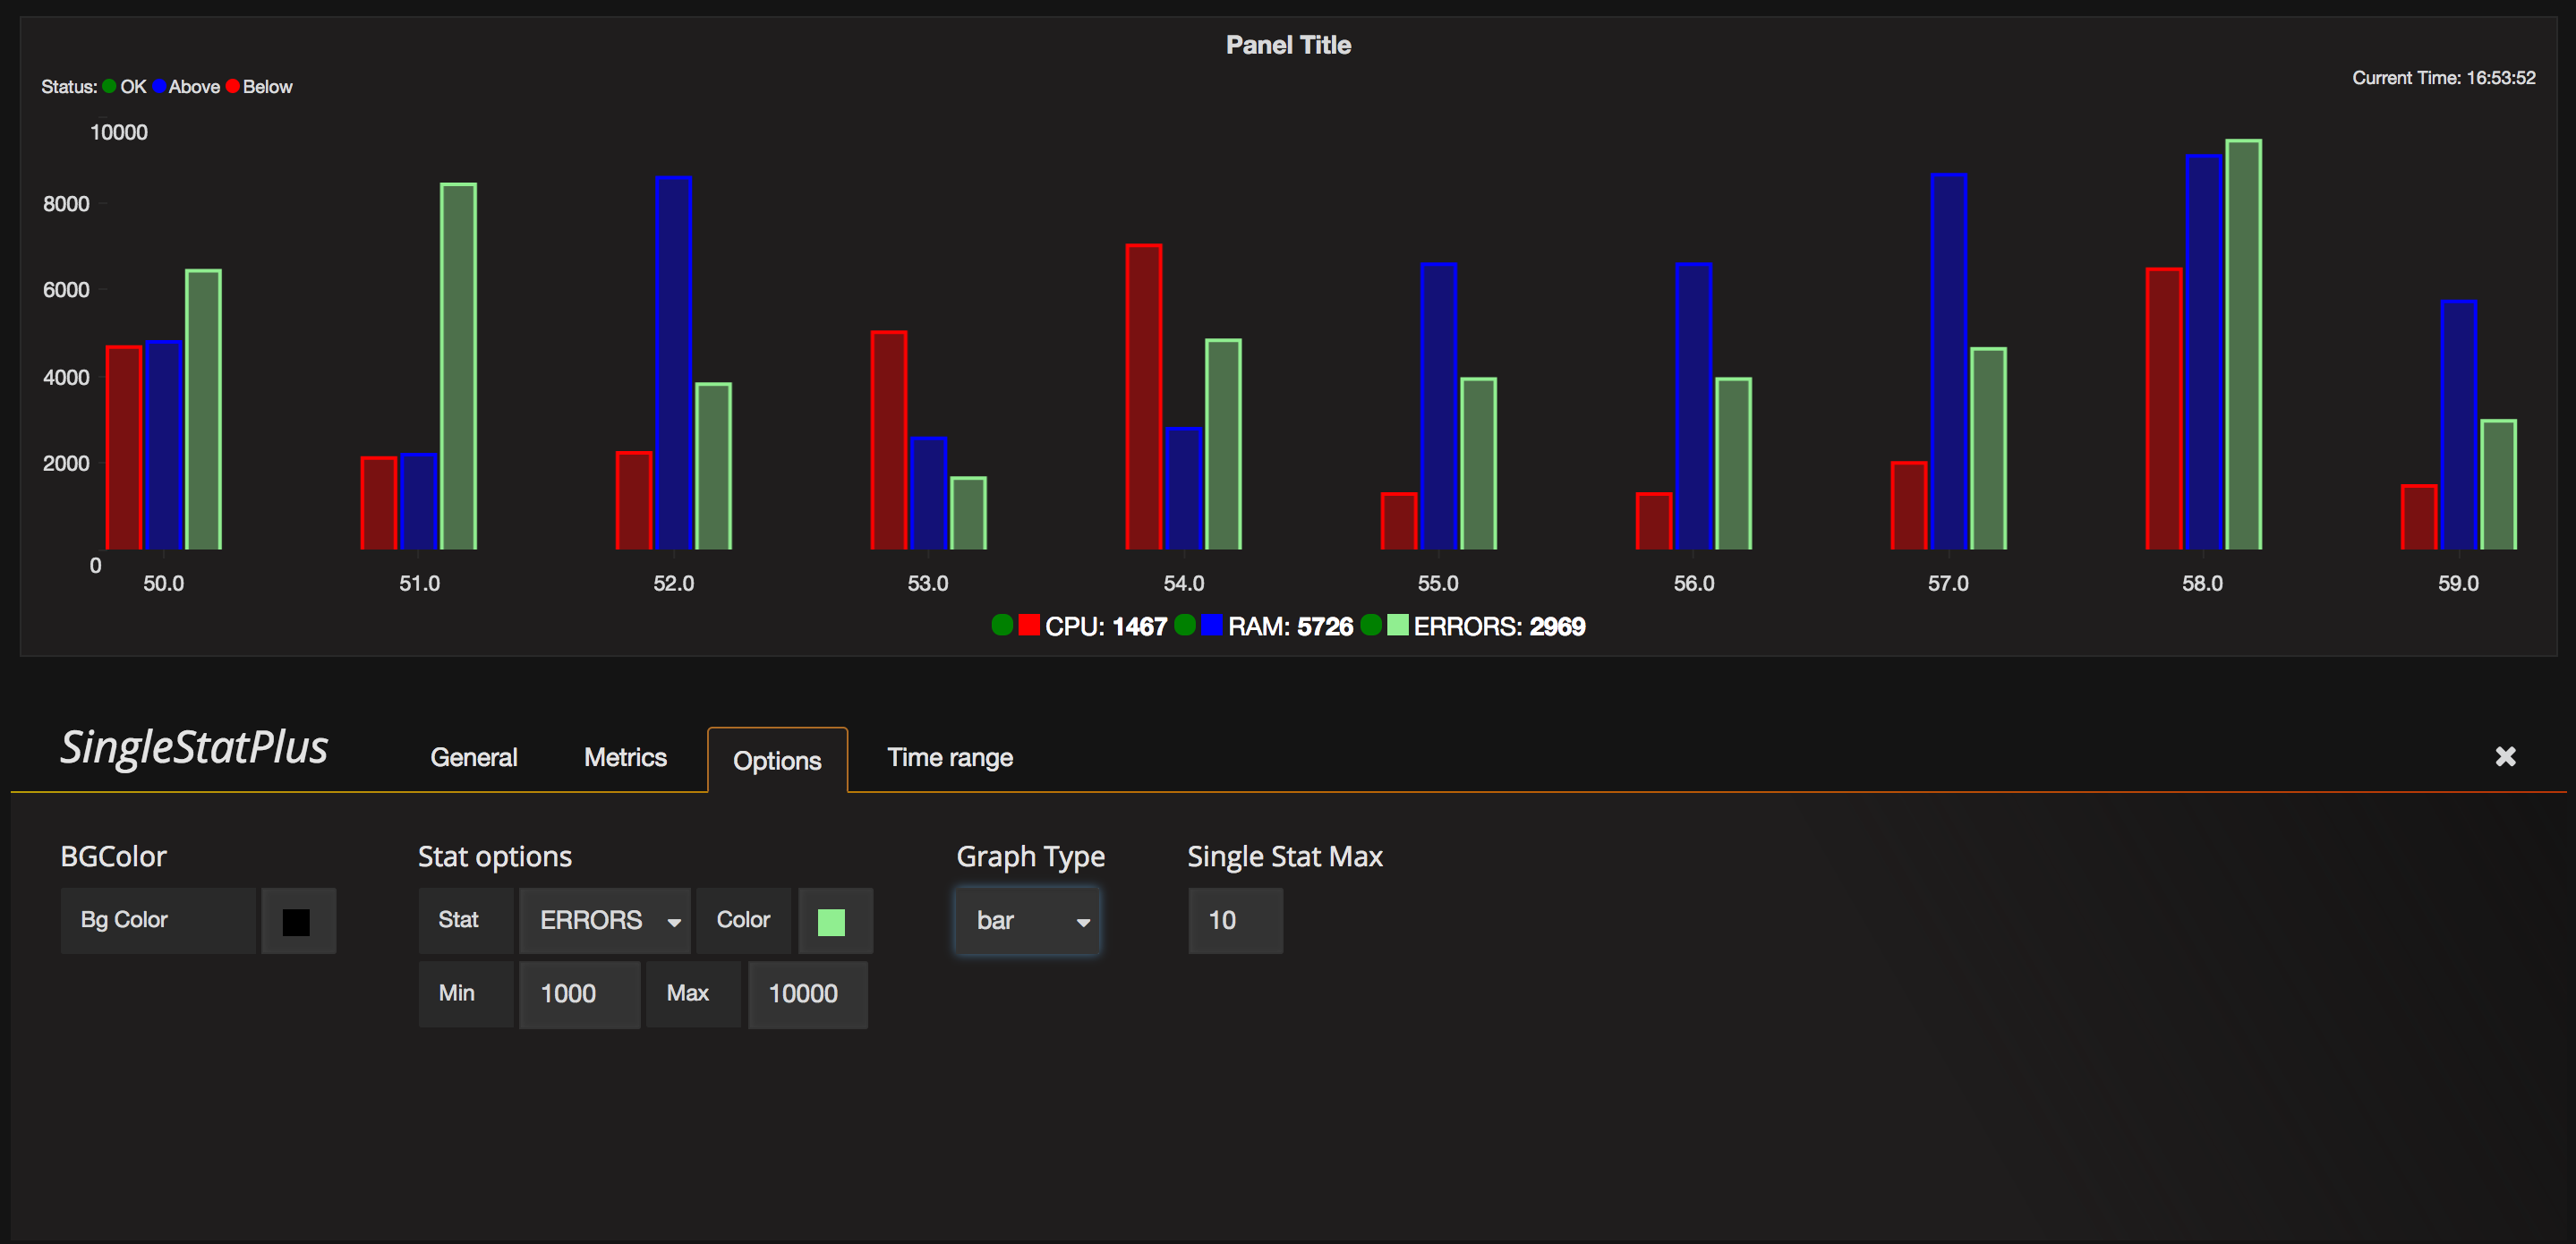 Panel Title
Status: OK Above Below
Current Time: 16:53:52
10000
8000
6000
4000
2000
0
50.0 51.0 52.0 53.0 54.0 55.0 56.0 57.0 58.0 59.0
CPU: 1467 RAM: 5726 ERRORS: 2969
SingleStatPlus General Metrics Options Time range
BGColor Stat options Graph Type Single Stat Max
Bg Color Stat ERRORS Color bar 10
Min 1000 Max 10000